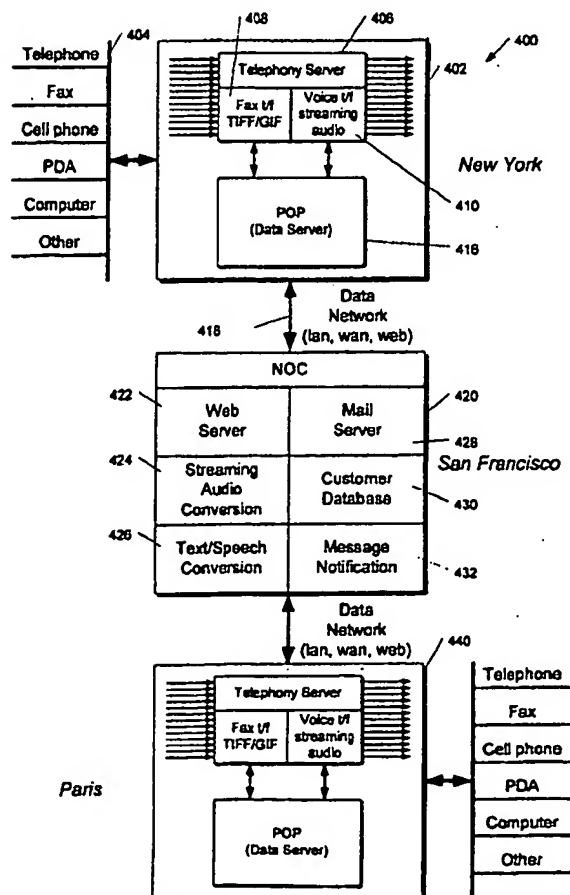 404
408
406
400
Telephone
Fax
Cell phone
PDA
Computer
Other
Telephony Server
Fax t/f
TIFF/GIF
Voice t/f
streaming
audio
402
New York
410
POP
(Data Server)
416
418
Data
Network
(lan, wan, web)
NOC
422
Web
Server
Mail
Server
420
428
San Francisco
424
Streaming
Audio
Conversion
Customer
Database
430
426
Text/Speech
Conversion
Message
Notification
432
Data
Network
(lan, wan, web)
440
Telephony Server
Fax t/f
TIFF/GIF
Voice t/f
streaming
audio
Paris
POP
(Data Server)
Telephone
Fax
Cell phone
PDA
Computer
Other